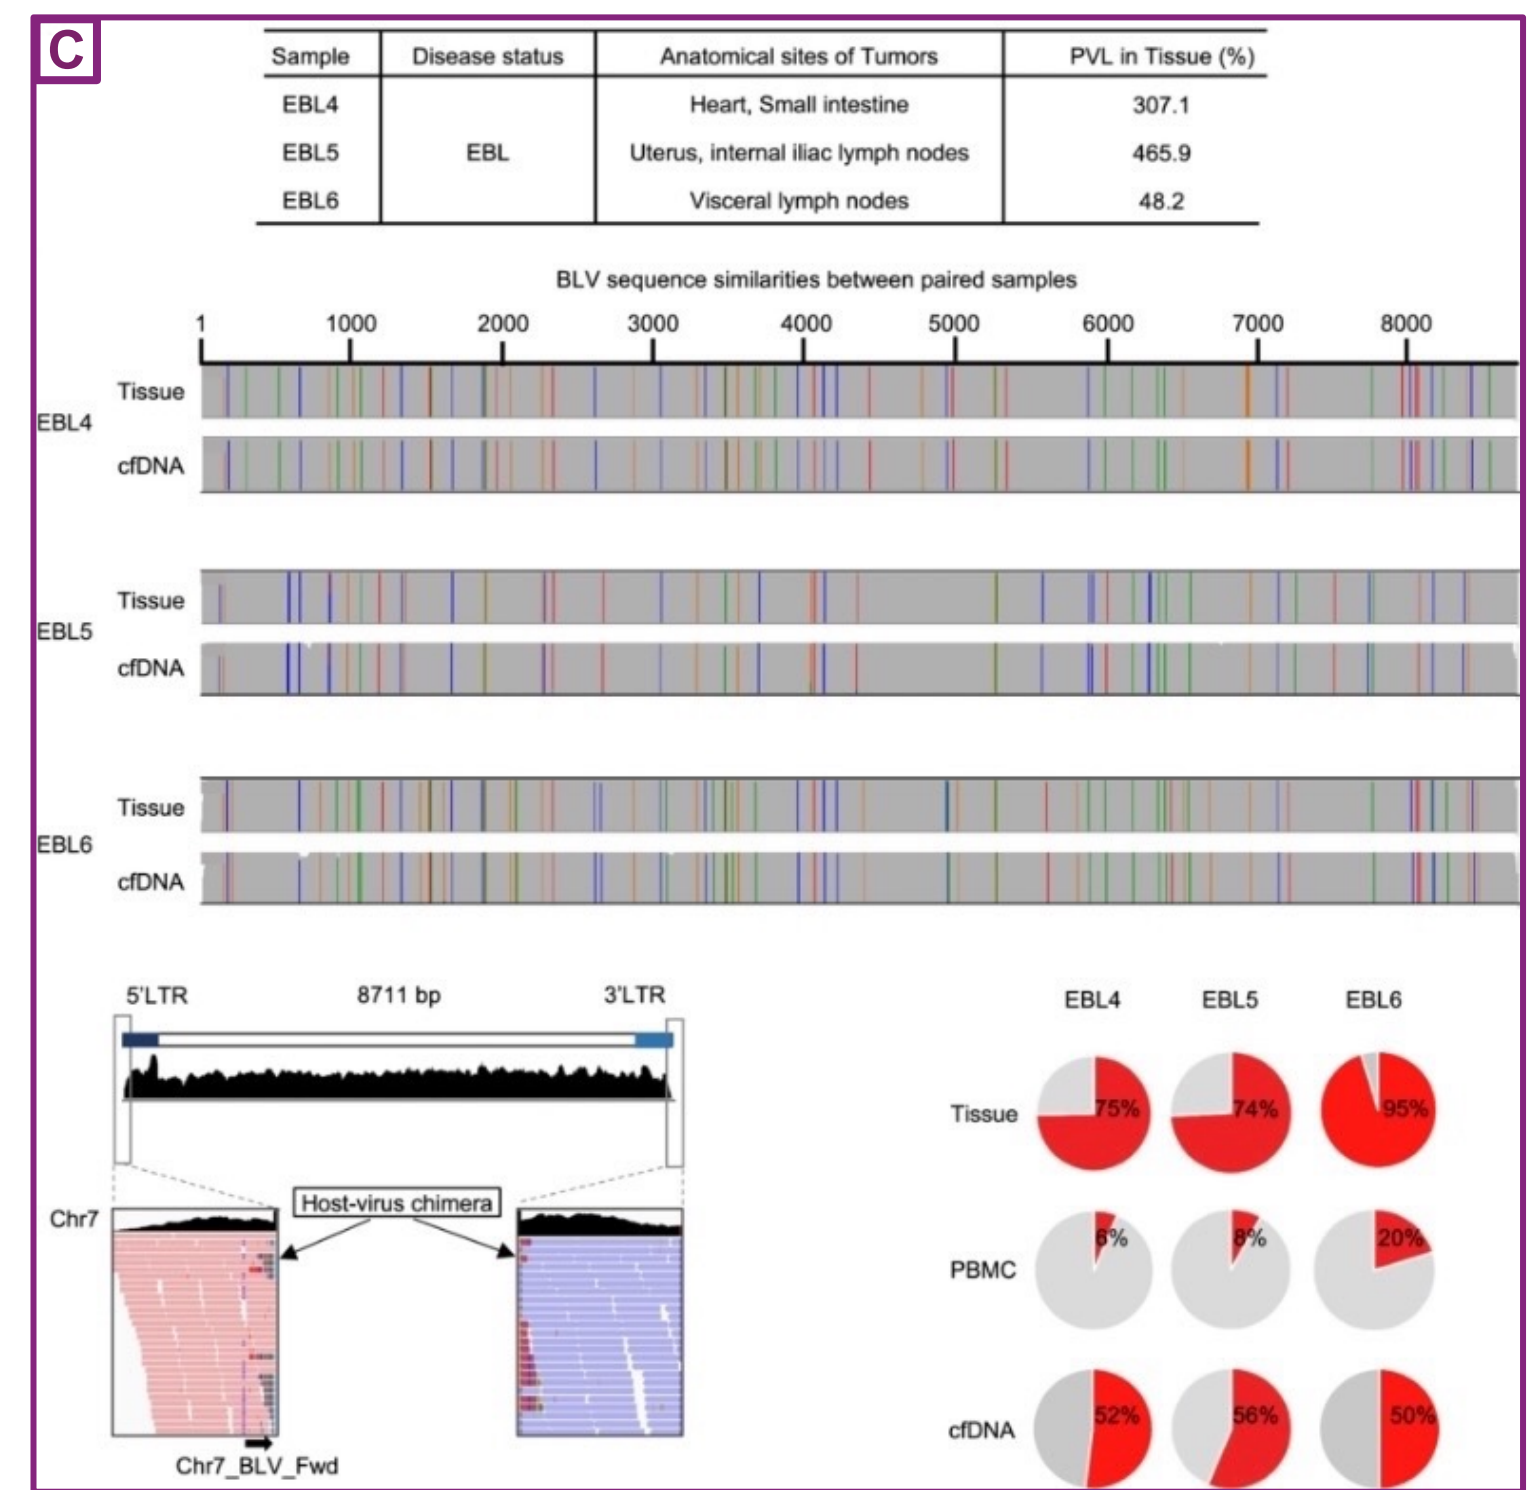 C
Sample Disease status Anatomical sites of Tumors PVL in Tissue (%)
EBL4 Heart, Small intestine 307.1
EBL5 EBL Uterus, internal iliac lymph nodes 465.9
EBL6 Visceral lymph nodes 48.2
BLV sequence similarities between paired samples
1 1000 2000 3000 4000 5000 6000 7000 8000
Tissue
EBL4
cfDNA
Tissue
EBL5
cfDNA
Tissue
EBL6
cfDNA
5'LTR 8711 bp 3'LTR
Host-virus chimera
Chr7
Chr7_BLV_Fwd
EBL4 EBL5 EBL6
Tissue 75% 74% 95%
PBMC 6% 8% 20%
cfDNA 52% 56% 50%